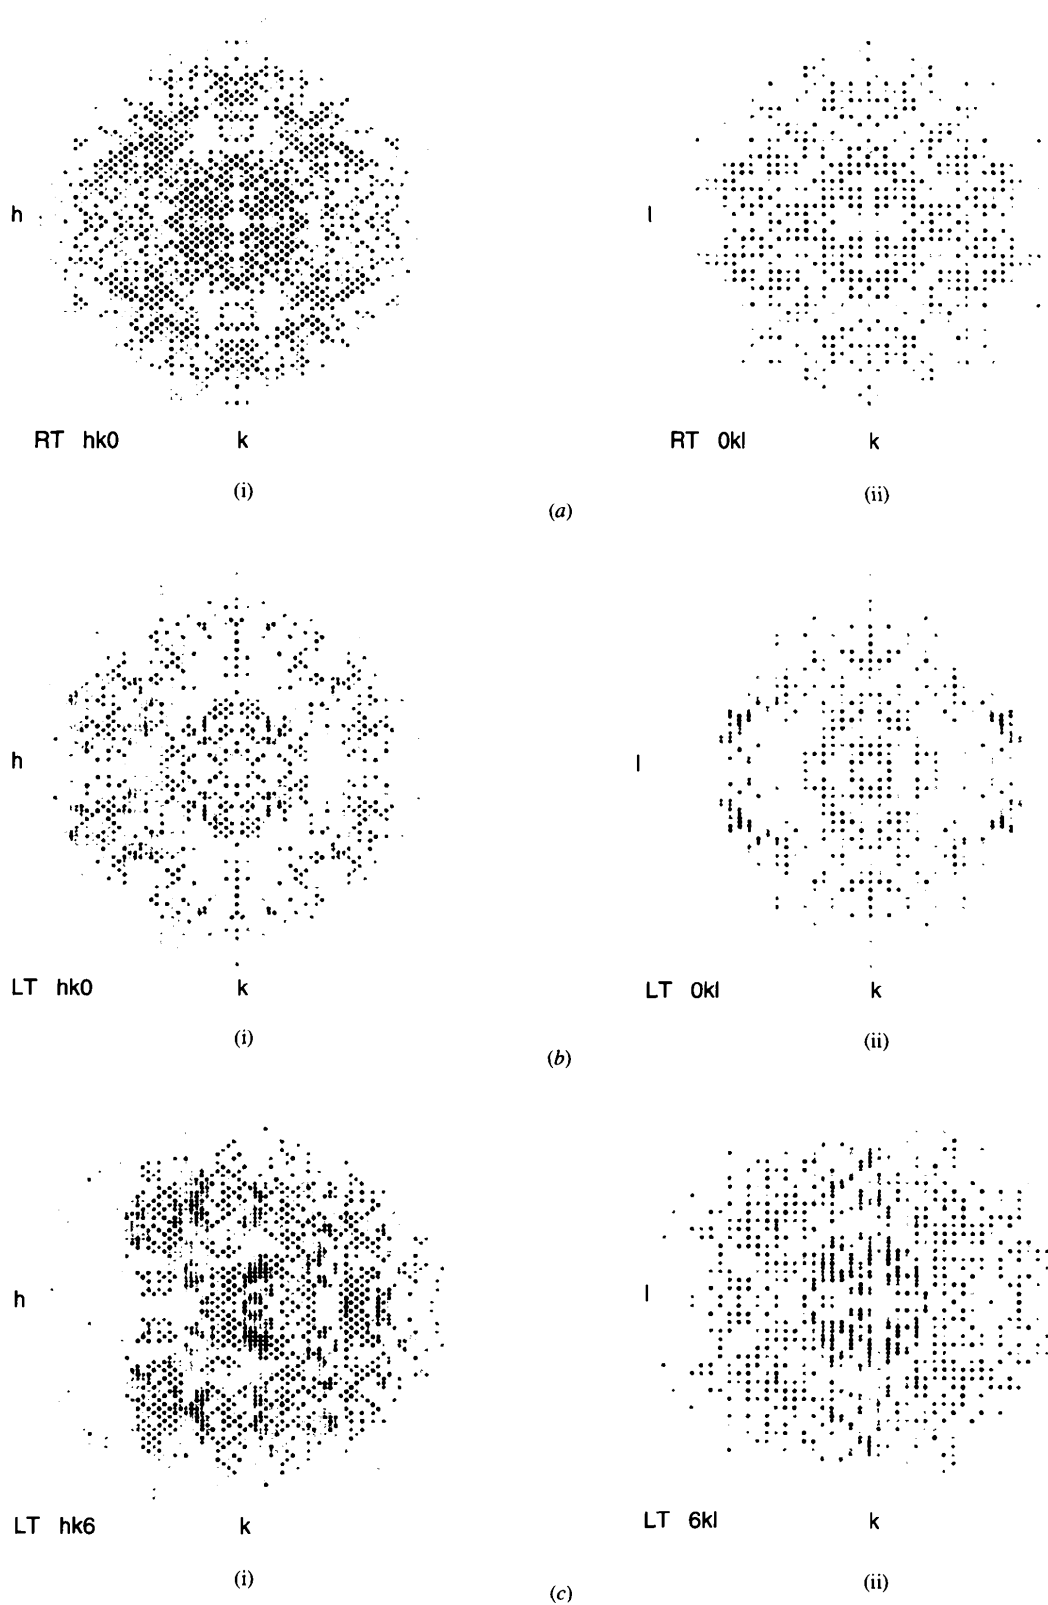 h
l
RT hk0 k
RT 0kl k
(i)
(ii)
(a)
h
l
LT hk0 k
LT 0kl k
(i)
(ii)
(b)
h
l
LT hk6 k
LT 6kl k
(i)
(ii)
(c)